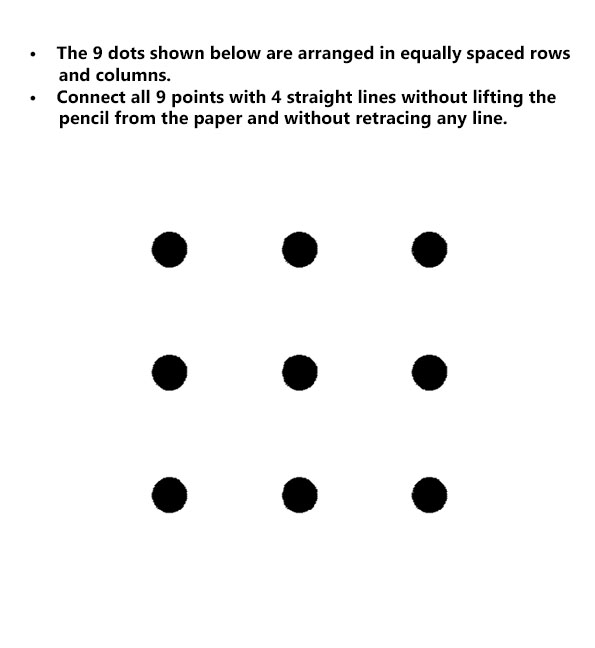 • The 9 dots shown below are arranged in equally spaced rows
and columns.
• Connect all 9 points with 4 straight lines without lifting the
pencil from the paper and without retracing any line.